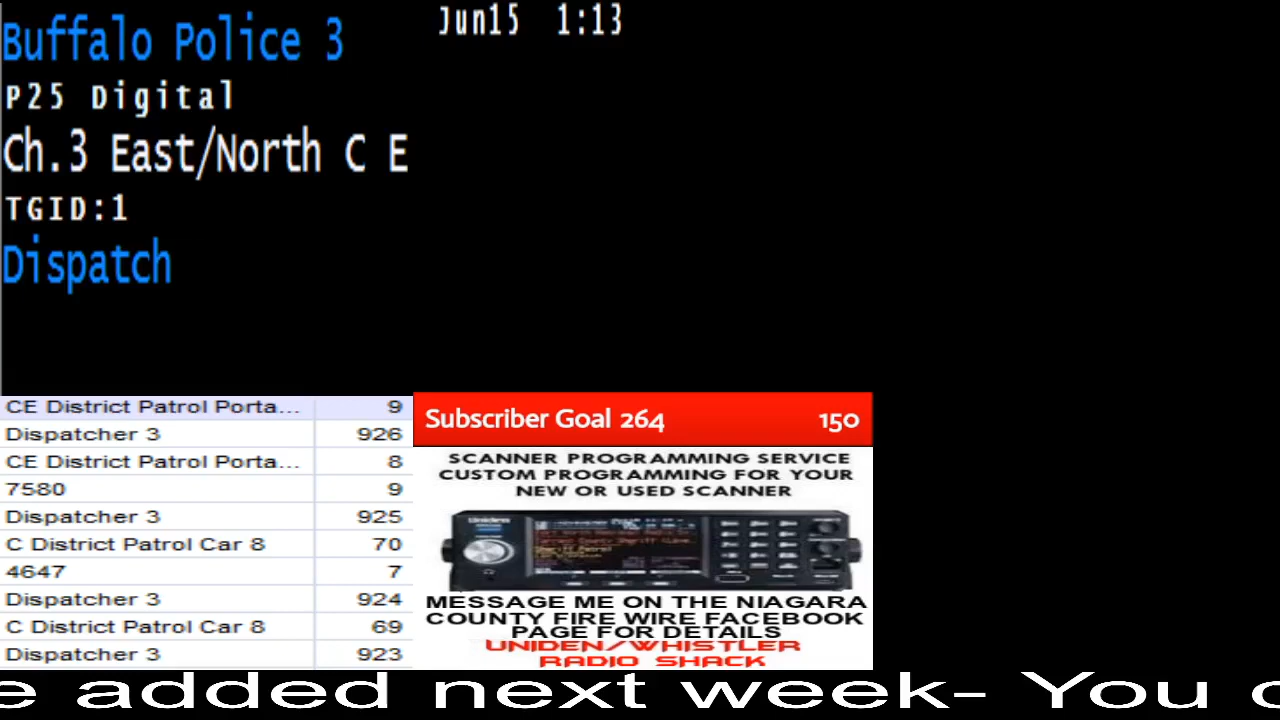 Buffalo Police 3
Jun15 1:13
P25 Digital
Ch.3 East/North C E
TGID:1
Dispatch
CE District Patrol Porta... 9
Dispatcher 3 926
CE District Patrol Porta... 8
7580 9
Dispatcher 3 925
C District Patrol Car 8 70
4647 7
Dispatcher 3 924
C District Patrol Car 8 69
Dispatcher 3 923
Subscriber Goal 264 150
SCANNER PROGRAMMING SERVICE
CUSTOM PROGRAMMING FOR YOUR
NEW OR USED SCANNER
Uniden
MESSAGE ME ON THE NIAGARA
COUNTY FIRE WIRE FACEBOOK
PAGE FOR DETAILS
UNIDEN/WHISTLER
RADIO SHACK
e added next week- You c